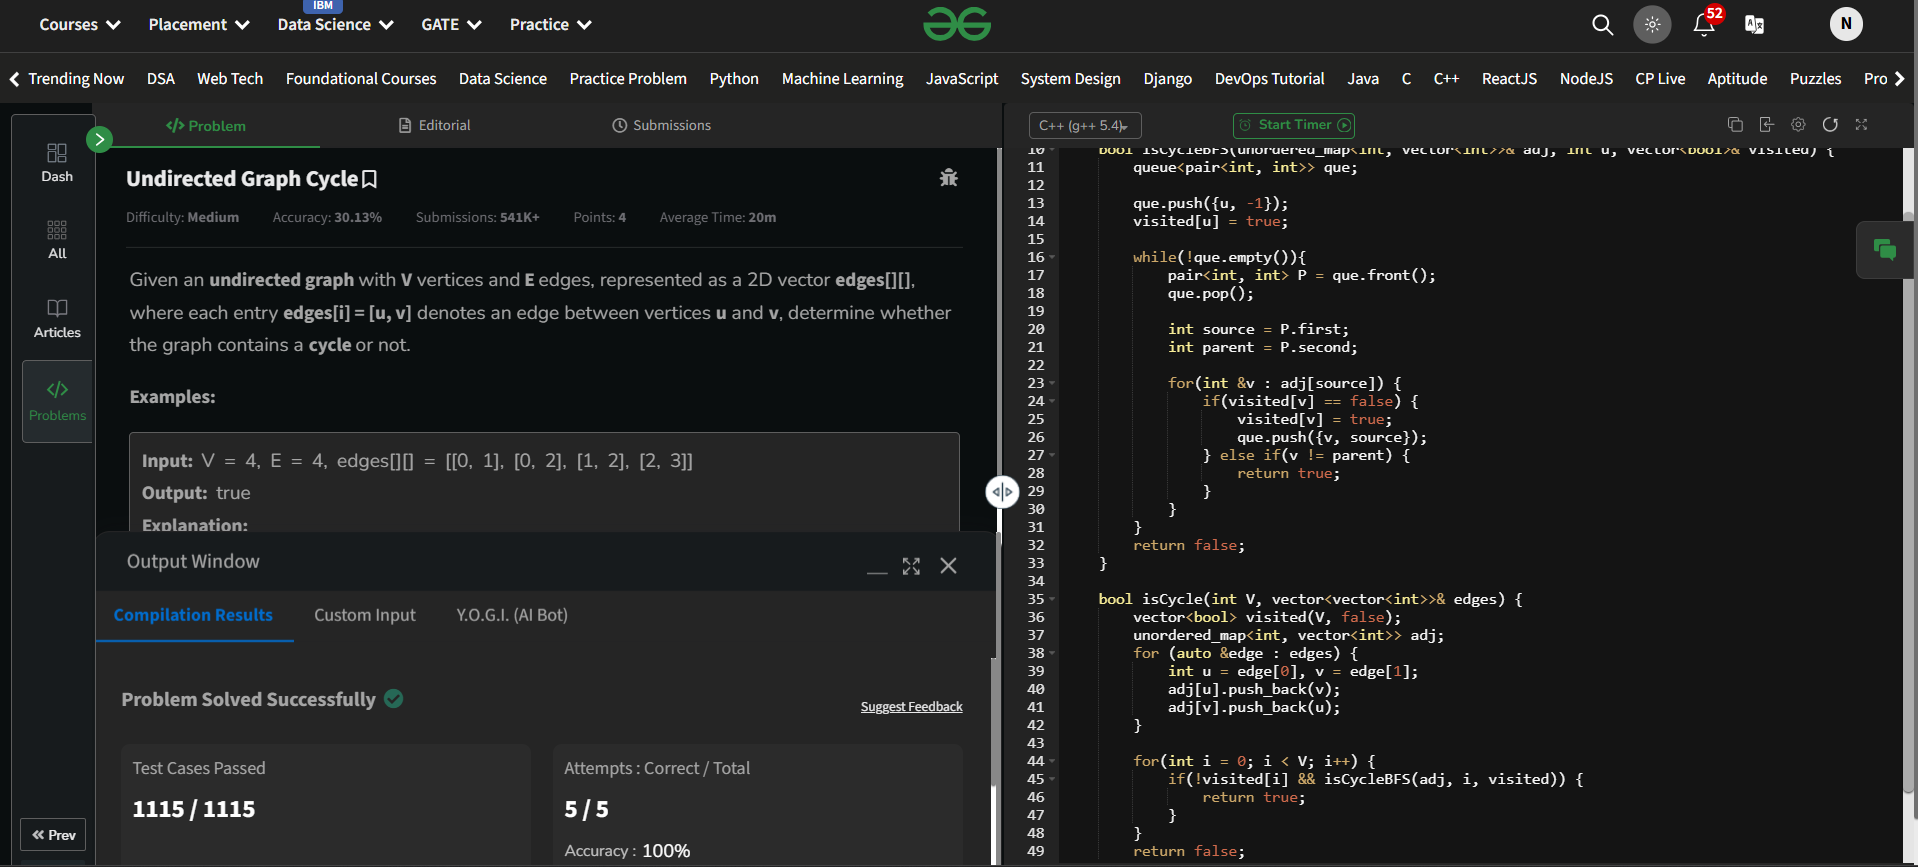 Courses Placement IBM Data Science GATE Practice 52 N
Trending Now DSA Web Tech Foundational Courses Data Science Practice Problem Python Machine Learning JavaScript System Design Django DevOps Tutorial Java C C++ ReactJS NodeJS CP Live Aptitude Puzzles Pro
Dash
All
Articles
</>
Problems
« Prev
</> Problem Editorial Submissions
Undirected Graph Cycle
Difficulty: Medium Accuracy: 30.13% Submissions: 541K+ Points: 4 Average Time: 20m
Given an undirected graph with V vertices and E edges, represented as a 2D vector edges[][],
where each entry edges[i] = [u, v] denotes an edge between vertices u and v, determine whether
the graph contains a cycle or not.
Examples:
Input: V = 4, E = 4, edges[][] = [[0, 1], [0, 2], [1, 2], [2, 3]]
Output: true
Explanation:
Output Window
Compilation Results Custom Input Y.O.G.I. (AI Bot)
Problem Solved Successfully
Suggest Feedback
Test Cases Passed
1115 / 1115
Attempts : Correct / Total
5 / 5
Accuracy : 100%
C++ (g++ 5.4) Start Timer
10 bool isCycleBFS(unordered_map<int, vector<int>>& adj, int u, vector<bool>& visited) {
11 queue<pair<int, int>> que;
12
13 que.push({u, -1});
14 visited[u] = true;
15
16 while(!que.empty()){
17 pair<int, int> P = que.front();
18 que.pop();
19
20 int source = P.first;
21 int parent = P.second;
22
23 for(int &v : adj[source]) {
24 if(visited[v] == false) {
25 visited[v] = true;
26 que.push({v, source});
27 } else if(v != parent) {
28 return true;
29 }
30 }
31 }
32 return false;
33 }
34
35 bool isCycle(int V, vector<vector<int>>& edges) {
36 vector<bool> visited(V, false);
37 unordered_map<int, vector<int>> adj;
38 for (auto &edge : edges) {
39 int u = edge[0], v = edge[1];
40 adj[u].push_back(v);
41 adj[v].push_back(u);
42 }
43
44 for(int i = 0; i < V; i++) {
45 if(!visited[i] && isCycleBFS(adj, i, visited)) {
46 return true;
47 }
48 }
49 return false;